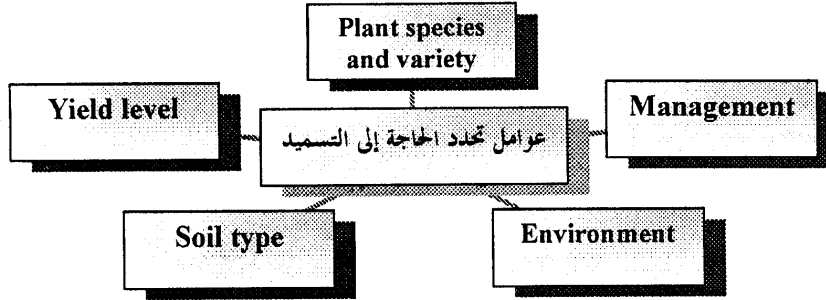 Plant species
and variety
Yield level
Management
عوامل تحدد الحاجة إلى التسميد
Soil type
Environment